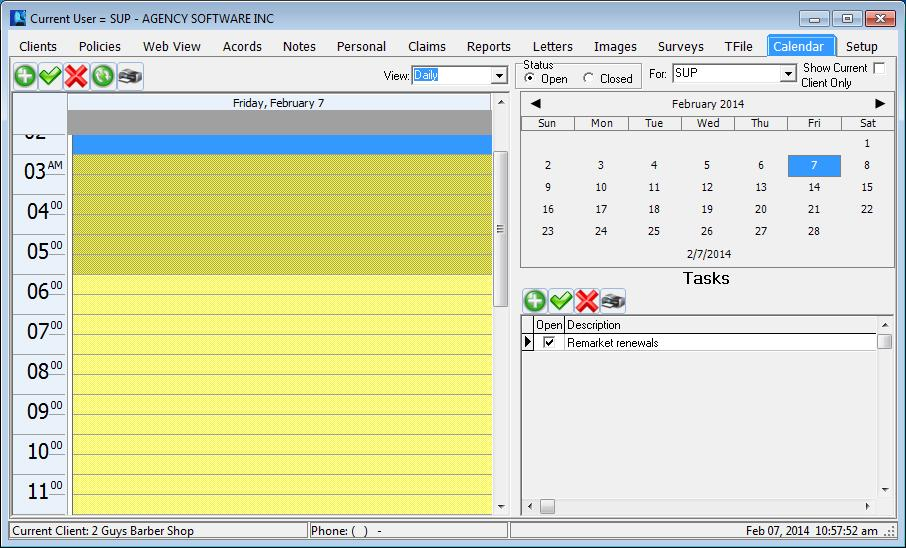 Current User = SUP - AGENCY SOFTWARE INC
Clients Policies Web View Acords Notes Personal Claims Reports Letters Images Surveys TFile Calendar Setup
View: Daily
Status
Open Closed
For: SUP
Show Current
Client Only
Friday, February 7
02
03 AM
04 00
05 00
06 00
07 00
08 00
09 00
10 00
11 00
February 2014
Sun Mon Tue Wed Thu Fri Sat
1
2 3 4 5 6 7 8
9 10 11 12 13 14 15
16 17 18 19 20 21 22
23 24 25 26 27 28
2/7/2014
Tasks
Open Description
Remarket renewals
Current Client: 2 Guys Barber Shop
Phone: ( ) -
Feb 07, 2014 10:57:52 am